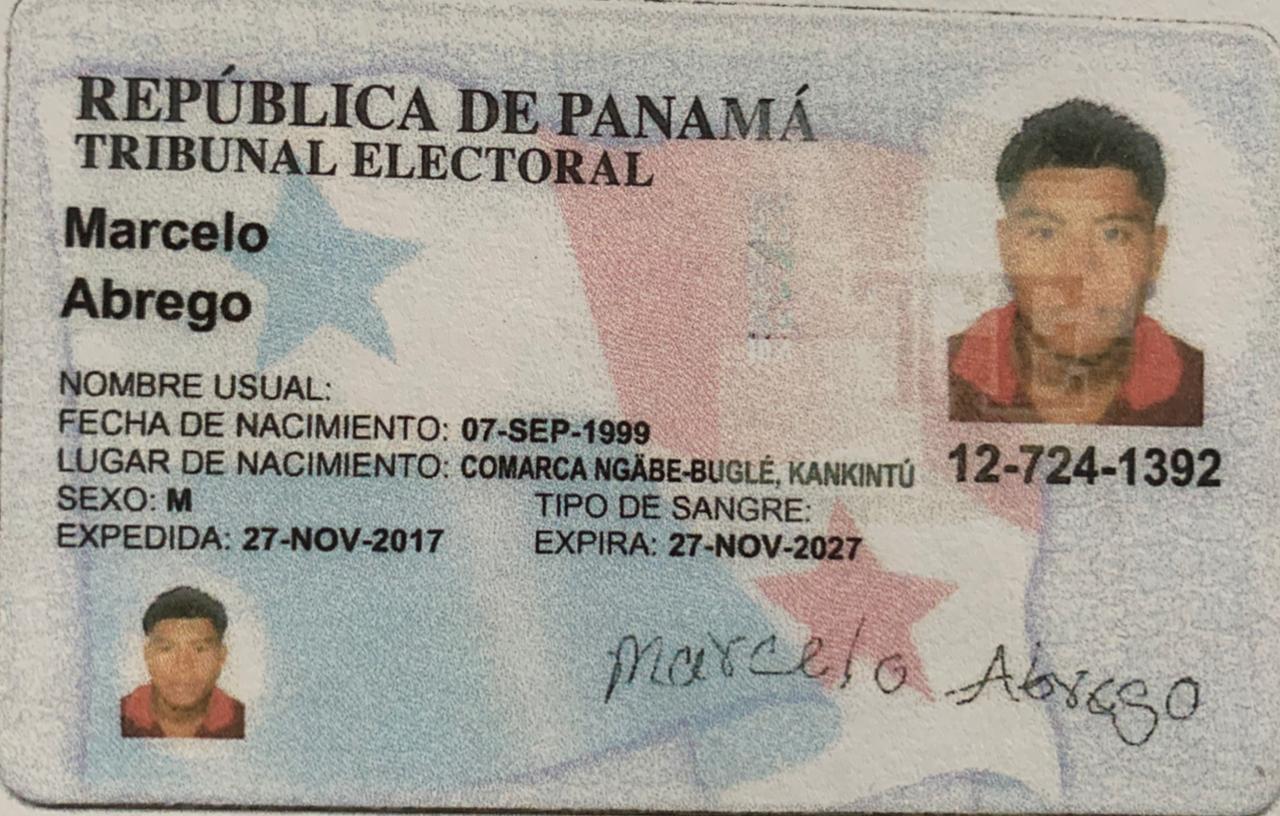 REPÚBLICA DE PANAMÁ
TRIBUNAL ELECTORAL
Marcelo
Abrego
NOMBRE USUAL:
FECHA DE NACIMIENTO: 07-SEP-1999
LUGAR DE NACIMIENTO: COMARCA NGÄBE-BUGLÉ, KANKINTÚ
12-724-1392
SEXO: M TIPO DE SANGRE:
EXPEDIDA: 27-NOV-2017 EXPIRA: 27-NOV-2027
Marcelo Abrego